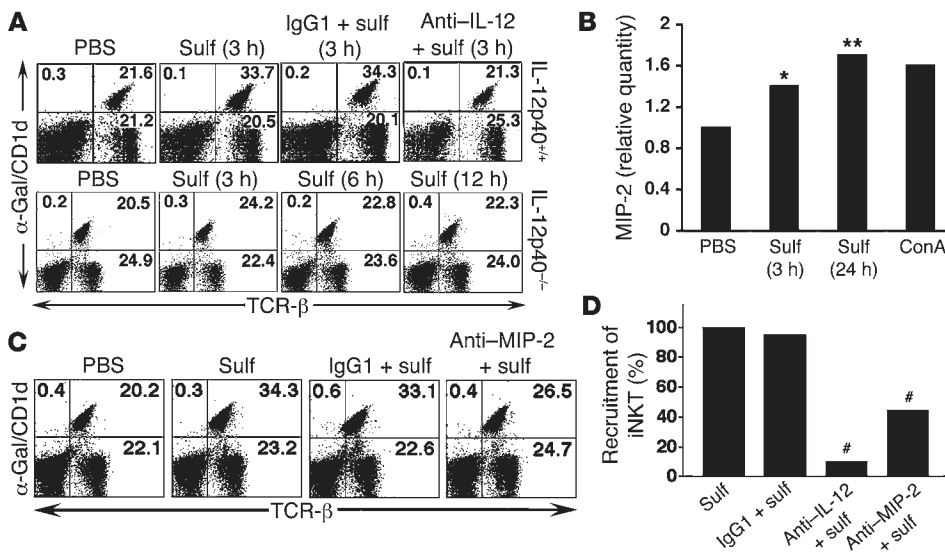 A
PBS
Sulf (3 h)
IgG1 + sulf
(3 h)
Anti–IL-12
+ sulf (3 h)
0.3 21.6
21.2
0.1 33.7
20.5
0.2 34.3
20.1
0.1 21.3
25.3
IL-12p40+/+
PBS
Sulf (3 h)
Sulf (6 h)
Sulf (12 h)
0.2 20.5
24.9
0.3 24.2
22.4
0.2 22.8
23.6
0.4 22.3
24.0
IL-12p40–/–
α-Gal/CD1d
TCR-β
B
MIP-2 (relative quantity)
2
1.6
1.2
0.8
0.4
0
*
**
PBS
Sulf
(3 h)
Sulf
(24 h)
ConA
C
PBS
Sulf
IgG1 + sulf
Anti–MIP-2
+ sulf
0.4 20.2
22.1
0.3 34.3
23.2
0.6 33.1
22.6
0.4 26.5
24.7
α-Gal/CD1d
TCR-β
D
Recruitment of
iNKT (%)
100
80
60
40
20
0
#
#
Sulf
IgG1 + sulf
Anti–IL-12
+ sulf
Anti–MIP-2
+ sulf